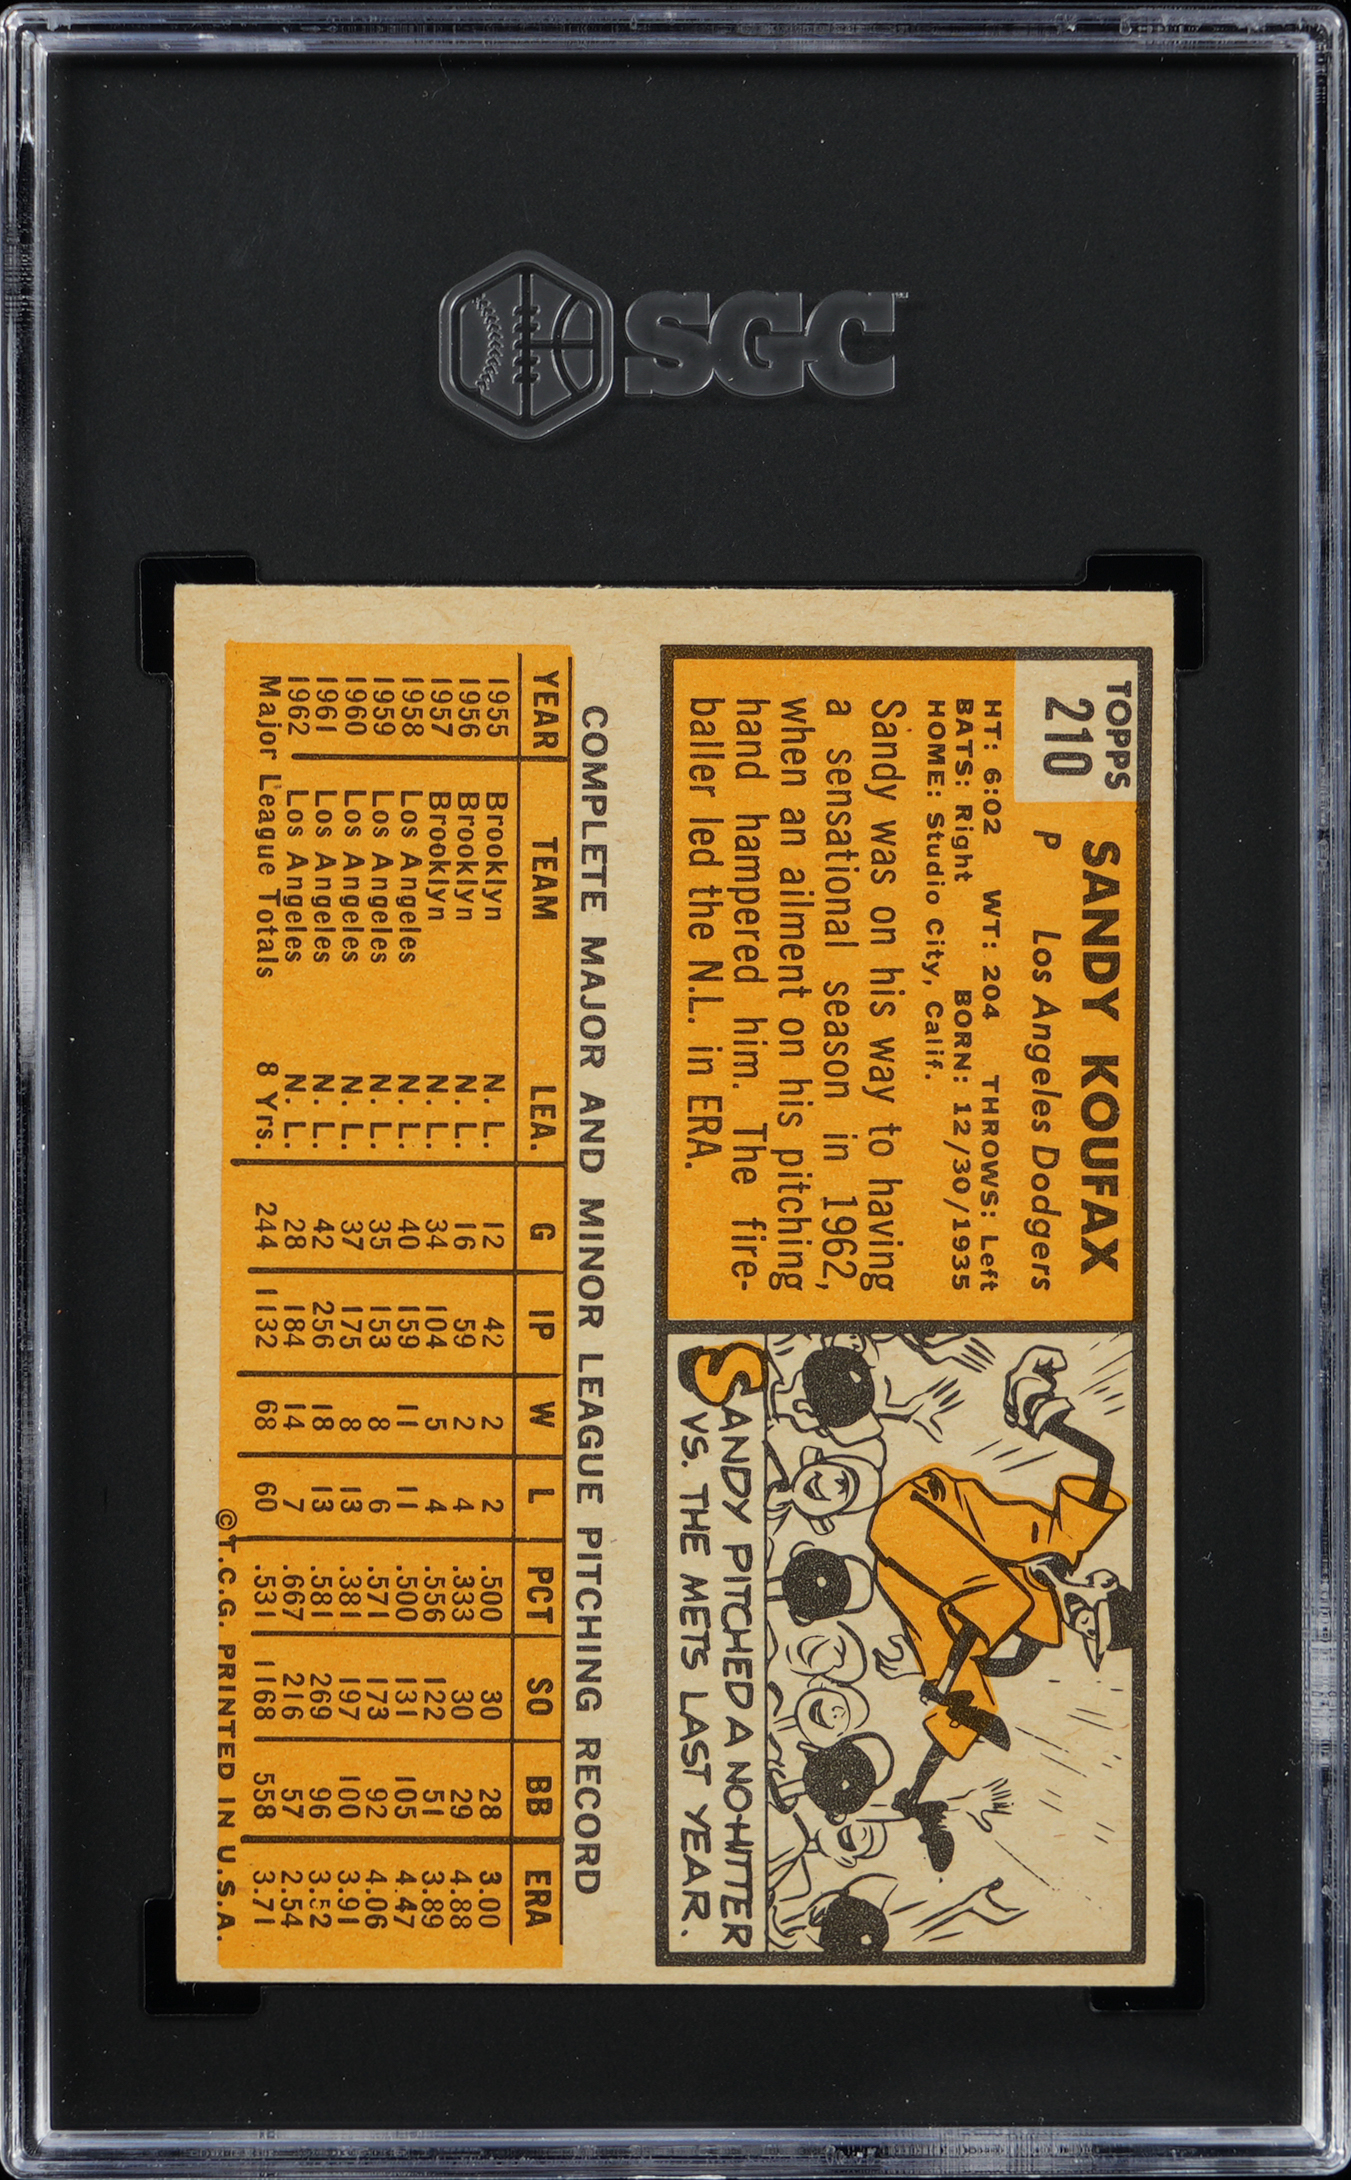 SGC
TOPPS
210
SANDY KOUFAX
P Los Angeles Dodgers
HT: 6:02 WT: 204 THROWS: Left
BATS: Right BORN: 12/30/1935
HOME: Studio City, Calif.
Sandy was on his way to having
a sensational season in 1962,
when an ailment on his pitching
hand hampered him. The fire-
baller led the N.L. in ERA.
SANDY PITCHED A NO-HITTER
VS. THE METS LAST YEAR.
COMPLETE MAJOR AND MINOR LEAGUE PITCHING RECORD
YEAR TEAM LEA. G IP W L PCT SO BB ERA
1955 Brooklyn N. L. 12 42 2 2 .500 30 28 3.00
1956 Brooklyn N. L. 16 59 2 4 .333 30 29 4.88
1957 Brooklyn N. L. 34 104 5 4 .556 122 51 3.89
1958 Los Angeles N. L. 40 159 11 11 .500 131 105 4.47
1959 Los Angeles N. L. 35 153 8 6 .571 173 92 4.06
1960 Los Angeles N. L. 37 175 8 13 .381 197 100 3.91
1961 Los Angeles N. L. 42 256 18 13 .581 269 96 3.52
1962 Los Angeles N. L. 28 184 14 7 .667 216 57 2.54
Major League Totals 8 Yrs. 244 1132 68 60 .531 1168 558 3.71
©T.C.G. PRINTED IN U.S.A.